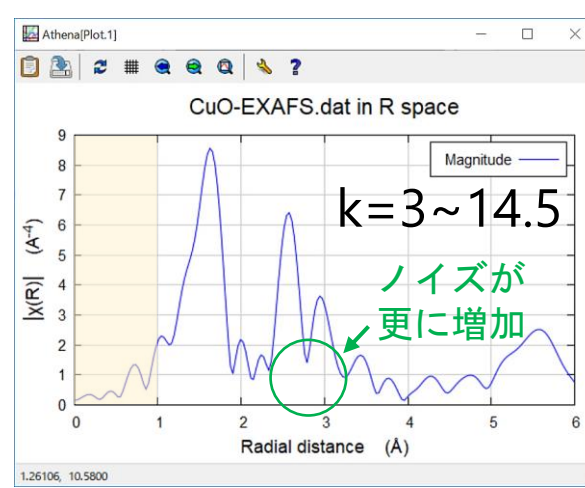 Athena[Plot.1]
CuO-EXAFS.dat in R space
Magnitude
k=3~14.5
ノイズが
更に増加
|χ(R)| (Å⁻⁴)
9
8
7
6
5
4
3
2
1
0
0 1 2 3 4 5 6
Radial distance (Å)
1.26106, 10.5800